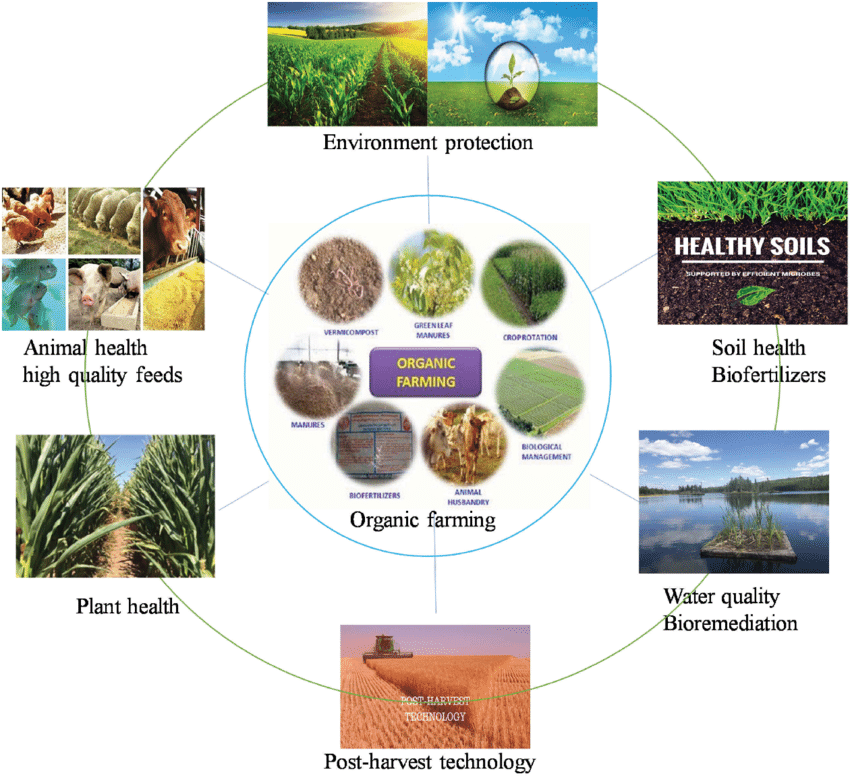 Environment protection
HEALTHY SOILS
SUPPORTED BY EFFICIENT MICROBES
Soil health
Biofertilizers
Animal health
high quality feeds
VERMICOMPOST
GREEN LEAF
MANURES
CROP ROTATION
ORGANIC
FARMING
MANURES
BIOLOGICAL
MANAGEMENT
BIOFERTILIZERS
ANIMAL
HUSBANDRY
Organic farming
Plant health
Water quality
Bioremediation
POST-HARVEST
TECHNOLOGY
Post-harvest technology